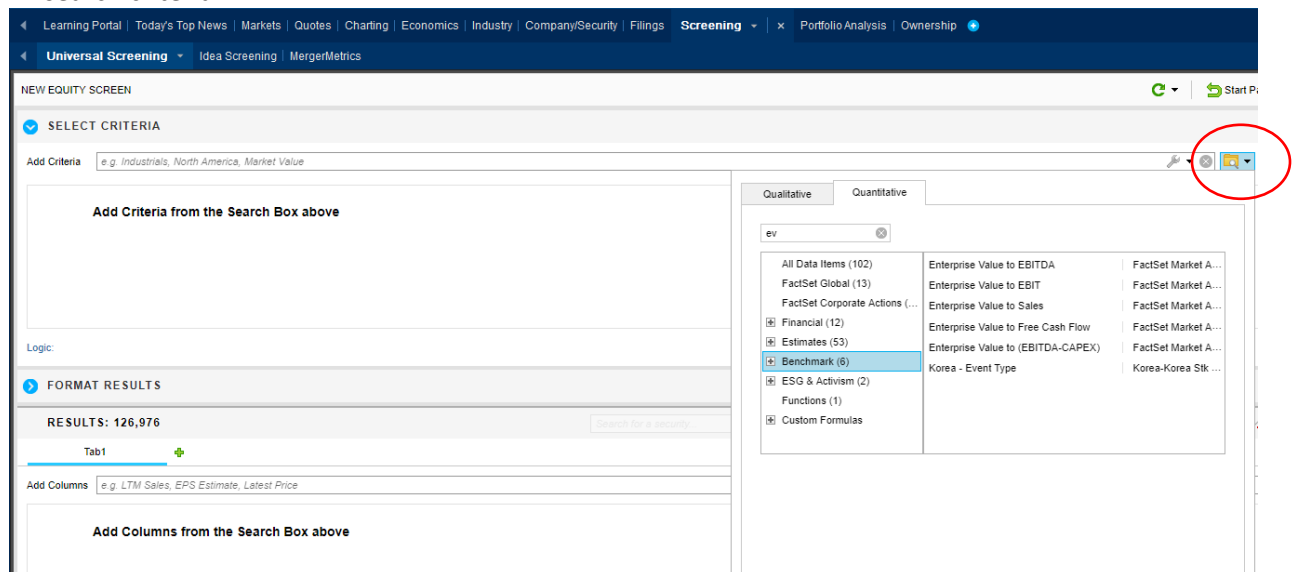 Learning Portal | Today's Top News | Markets | Quotes | Charting | Economics | Industry | Company/Security | Filings Screening | × Portfolio Analysis | Ownership
Universal Screening Idea Screening | MergerMetrics
NEW EQUITY SCREEN
Start Pa
SELECT CRITERIA
Add Criteria e.g. Industrials, North America, Market Value
Add Criteria from the Search Box above
Qualitative Quantitative
ev
All Data Items (102)
FactSet Global (13)
FactSet Corporate Actions (...
Financial (12)
Estimates (53)
Benchmark (6)
ESG & Activism (2)
Functions (1)
Custom Formulas
Enterprise Value to EBITDA FactSet Market A...
Enterprise Value to EBIT FactSet Market A...
Enterprise Value to Sales FactSet Market A...
Enterprise Value to Free Cash Flow FactSet Market A...
Enterprise Value to (EBITDA-CAPEX) FactSet Market A...
Korea - Event Type Korea-Korea Stk ...
Logic:
FORMAT RESULTS
RESULTS: 126,976 Search for a security...
Tab1
Add Columns e.g. LTM Sales, EPS Estimate, Latest Price
Add Columns from the Search Box above